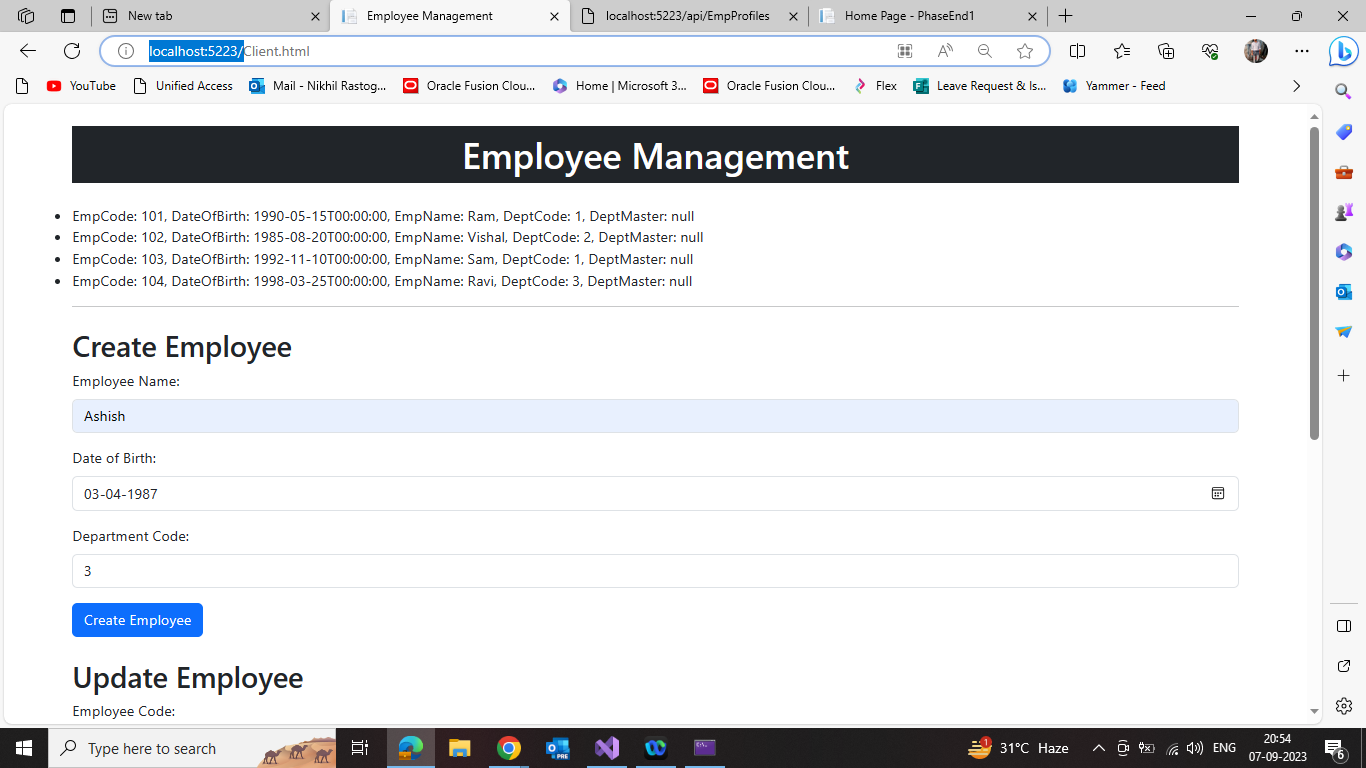 New tab
Employee Management
localhost:5223/api/EmpProfiles
Home Page - PhaseEnd1
localhost:5223/Client.html
YouTube
Unified Access
Mail - Nikhil Rastog...
Oracle Fusion Clou...
Home | Microsoft 3...
Oracle Fusion Clou...
Flex
Leave Request & Is...
Yammer - Feed
Employee Management
EmpCode: 101, DateOfBirth: 1990-05-15T00:00:00, EmpName: Ram, DeptCode: 1, DeptMaster: null
EmpCode: 102, DateOfBirth: 1985-08-20T00:00:00, EmpName: Vishal, DeptCode: 2, DeptMaster: null
EmpCode: 103, DateOfBirth: 1992-11-10T00:00:00, EmpName: Sam, DeptCode: 1, DeptMaster: null
EmpCode: 104, DateOfBirth: 1998-03-25T00:00:00, EmpName: Ravi, DeptCode: 3, DeptMaster: null
Create Employee
Employee Name:
Ashish
Date of Birth:
03-04-1987
Department Code:
3
Create Employee
Update Employee
Employee Code:
Type here to search
PRE
1
31°C Haze
ENG
20:54
07-09-2023
6